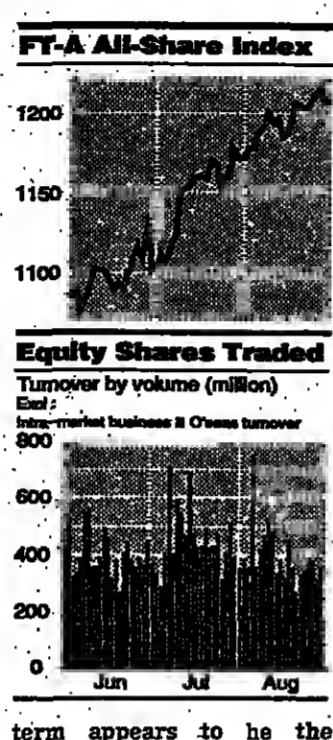 FT-A All-Share Index
1200
1150
1100
Equity Shares Traded
Turnover by volume (million)
Excl:
Intra-market business & O'seas turnover
800
600
400
200
0
Jun Jul Aug
term appears to he the